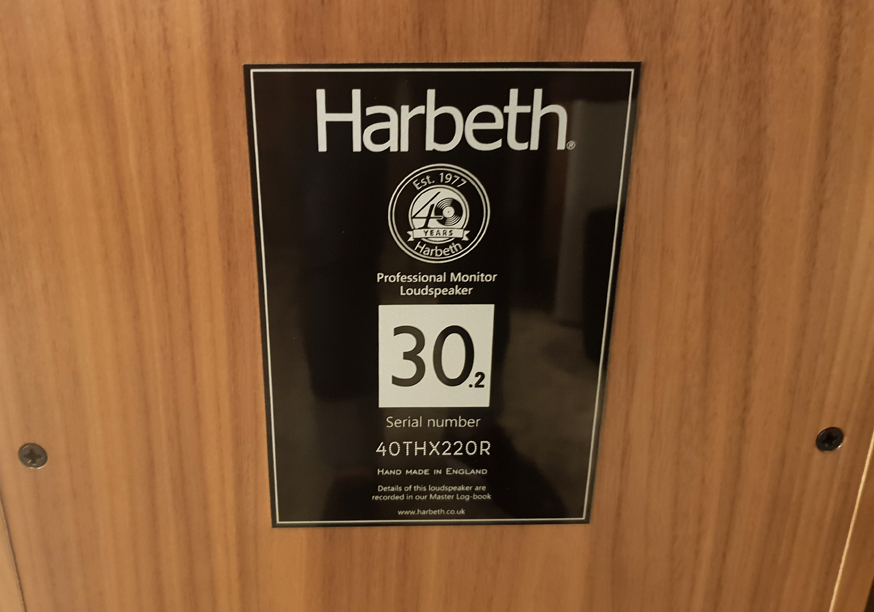 Harbeth®
Est. 1977
40
YEARS
Harbeth
Professional Monitor
Loudspeaker
30.2
Serial number
40THX220R
HAND MADE IN ENGLAND
Details of this loudspeaker are
recorded in our Master Log-book
www.harbeth.co.uk